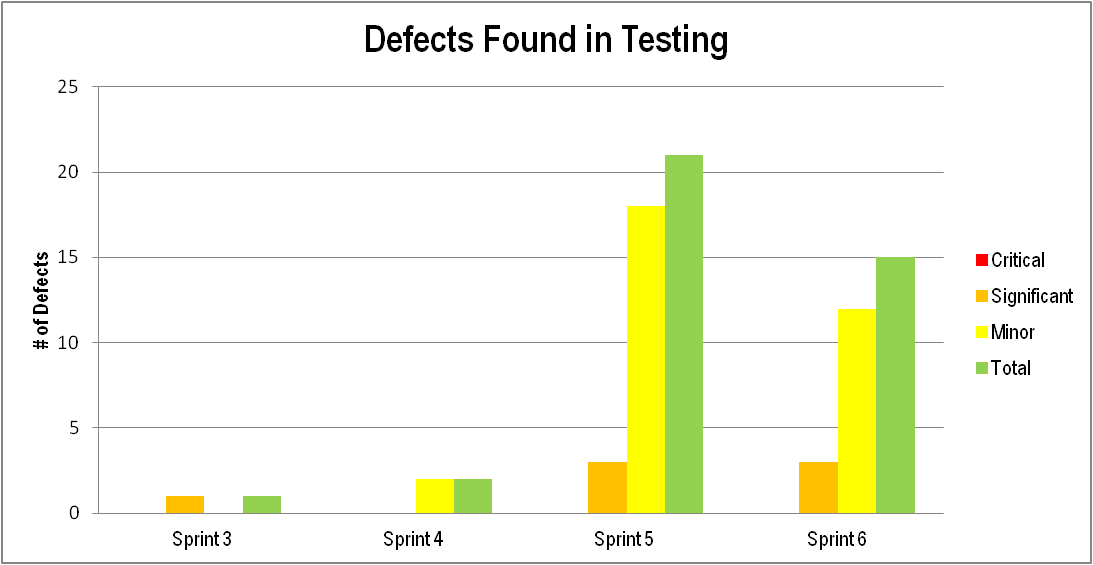 Defects Found in Testing
# of Defects
25
20
15
10
5
0
Sprint 3
Sprint 4
Sprint 5
Sprint 6
Critical
Significant
Minor
Total